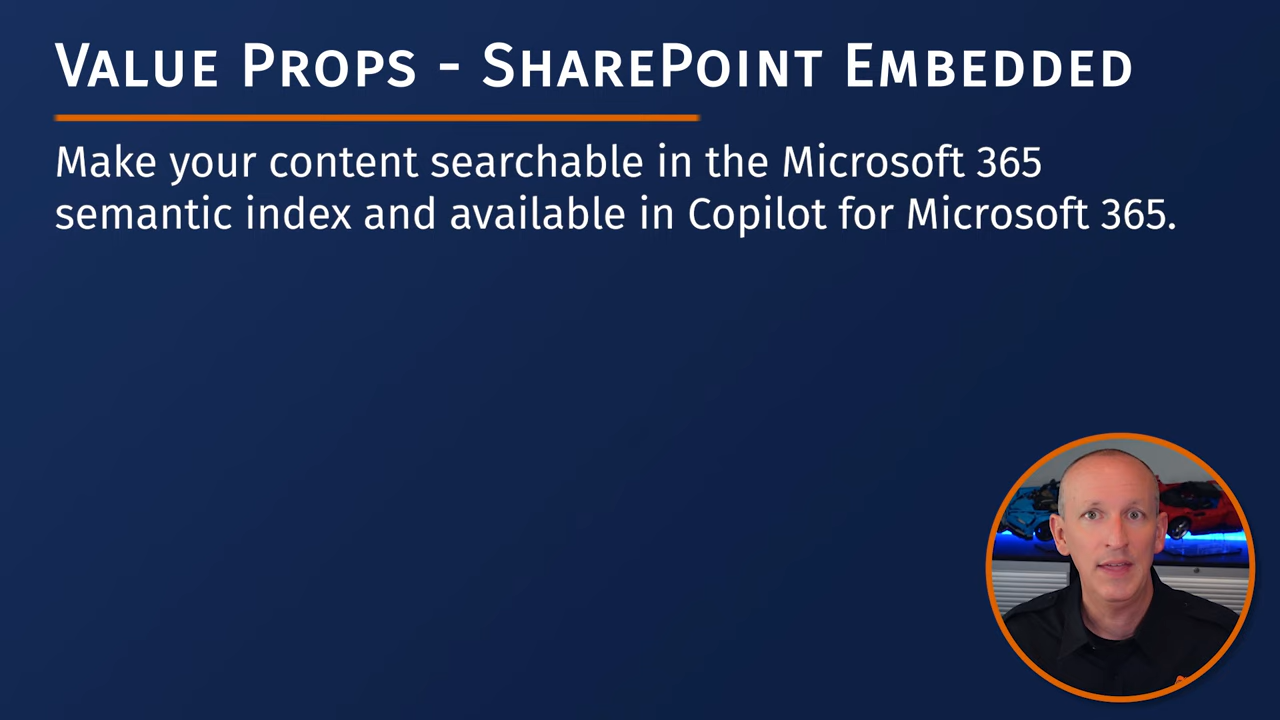 Value Props - SharePoint Embedded
Make your content searchable in the Microsoft 365
semantic index and available in Copilot for Microsoft 365.